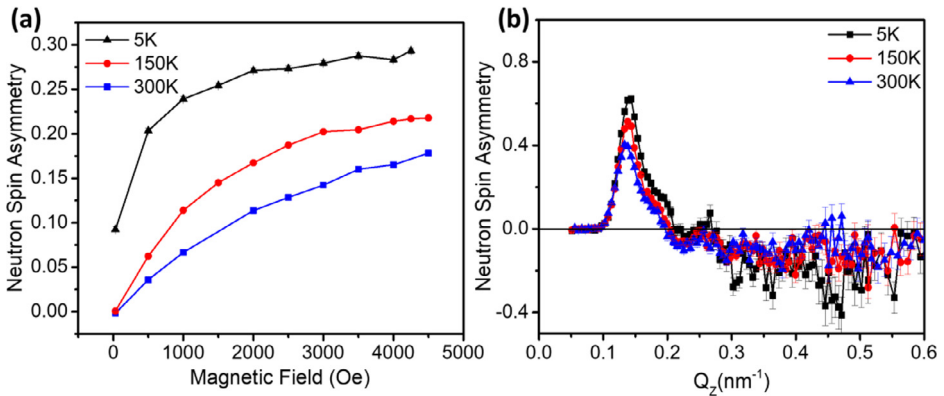 (a)
5K
150K
300K
0.30
0.25
0.20
0.15
0.10
0.05
0.00
Neutron Spin Asymmetry
0
1000
2000
3000
4000
5000
Magnetic Field (Oe)
(b)
5K
150K
300K
0.8
0.4
0.0
-0.4
Neutron Spin Asymmetry
0.0
0.1
0.2
0.3
0.4
0.5
0.6
Qz(nm⁻¹)